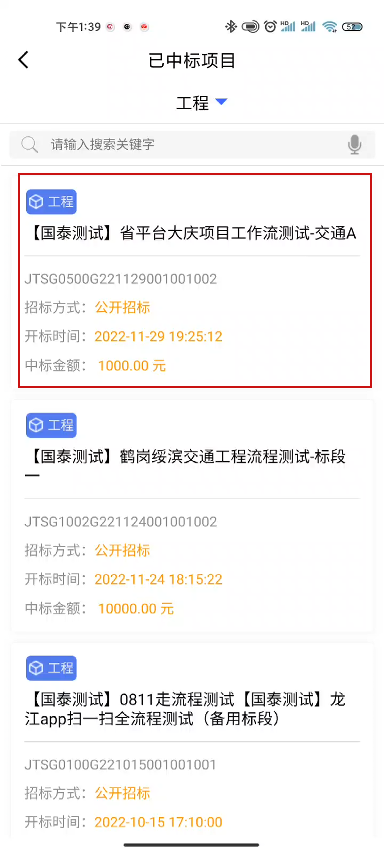 下午1:39
52
已中标项目
工程
请输入搜索关键字
工程
【国泰测试】省平台大庆项目工作流测试-交通A
JTSG0500G221129001001002
招标方式：公开招标
开标时间：2022-11-29 19:25:12
中标金额： 1000.00 元
工程
【国泰测试】鹤岗绥滨交通工程流程测试-标段
一
JTSG1002G221124001001002
招标方式：公开招标
开标时间：2022-11-24 18:15:22
中标金额： 10000.00 元
工程
【国泰测试】0811走流程测试【国泰测试】龙
江app扫一扫全流程测试（备用标段）
JTSG0100G221015001001001
招标方式：公开招标
开标时间：2022-10-15 17:10:00